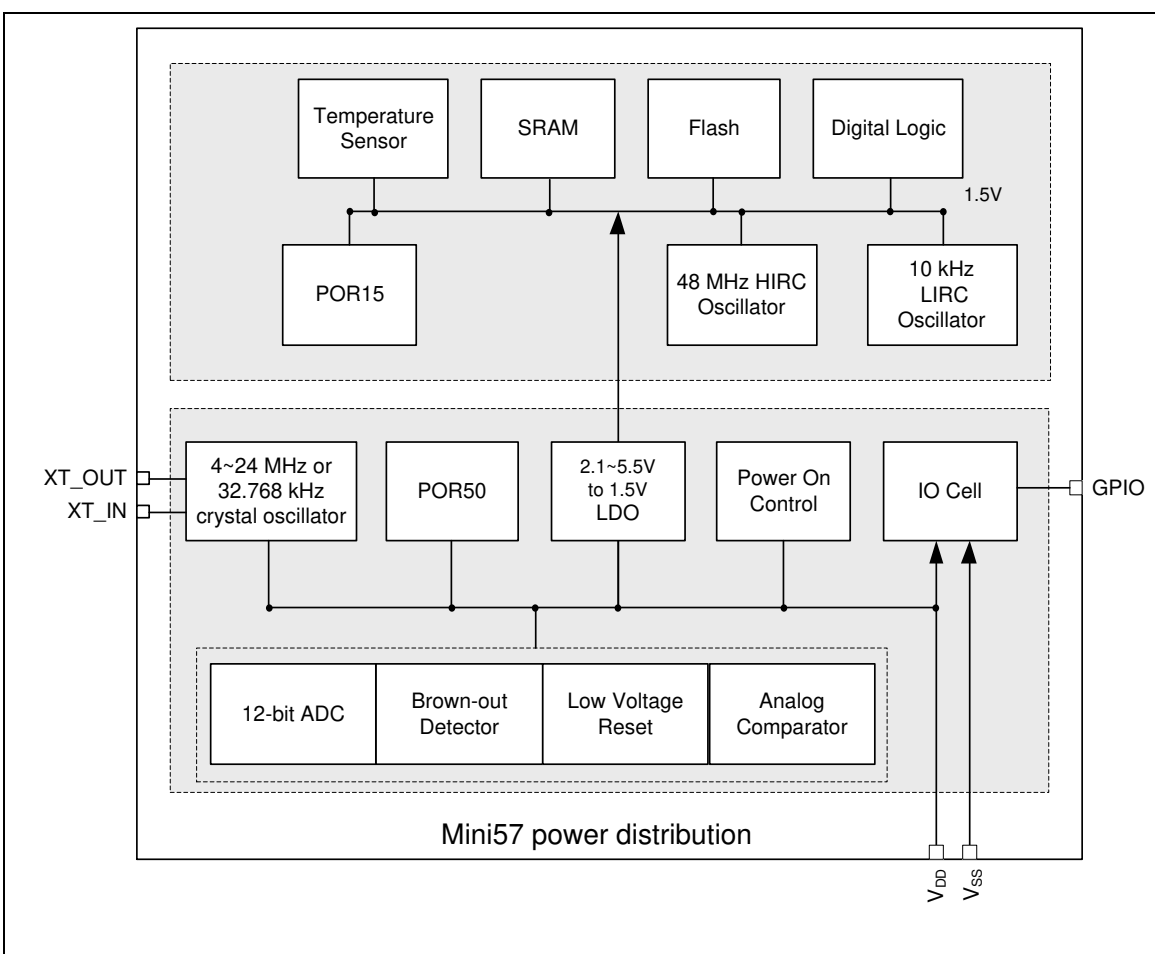 Temperature
Sensor
SRAM
Flash
Digital Logic
1.5V
POR15
48 MHz HIRC
Oscillator
10 kHz
LIRC
Oscillator
XT_OUT
XT_IN
4~24 MHz or
32.768 kHz
crystal oscillator
POR50
2.1~5.5V
to 1.5V
LDO
Power On
Control
IO Cell
GPIO
12-bit ADC
Brown-out
Detector
Low Voltage
Reset
Analog
Comparator
Mini57 power distribution
VDD
VSS